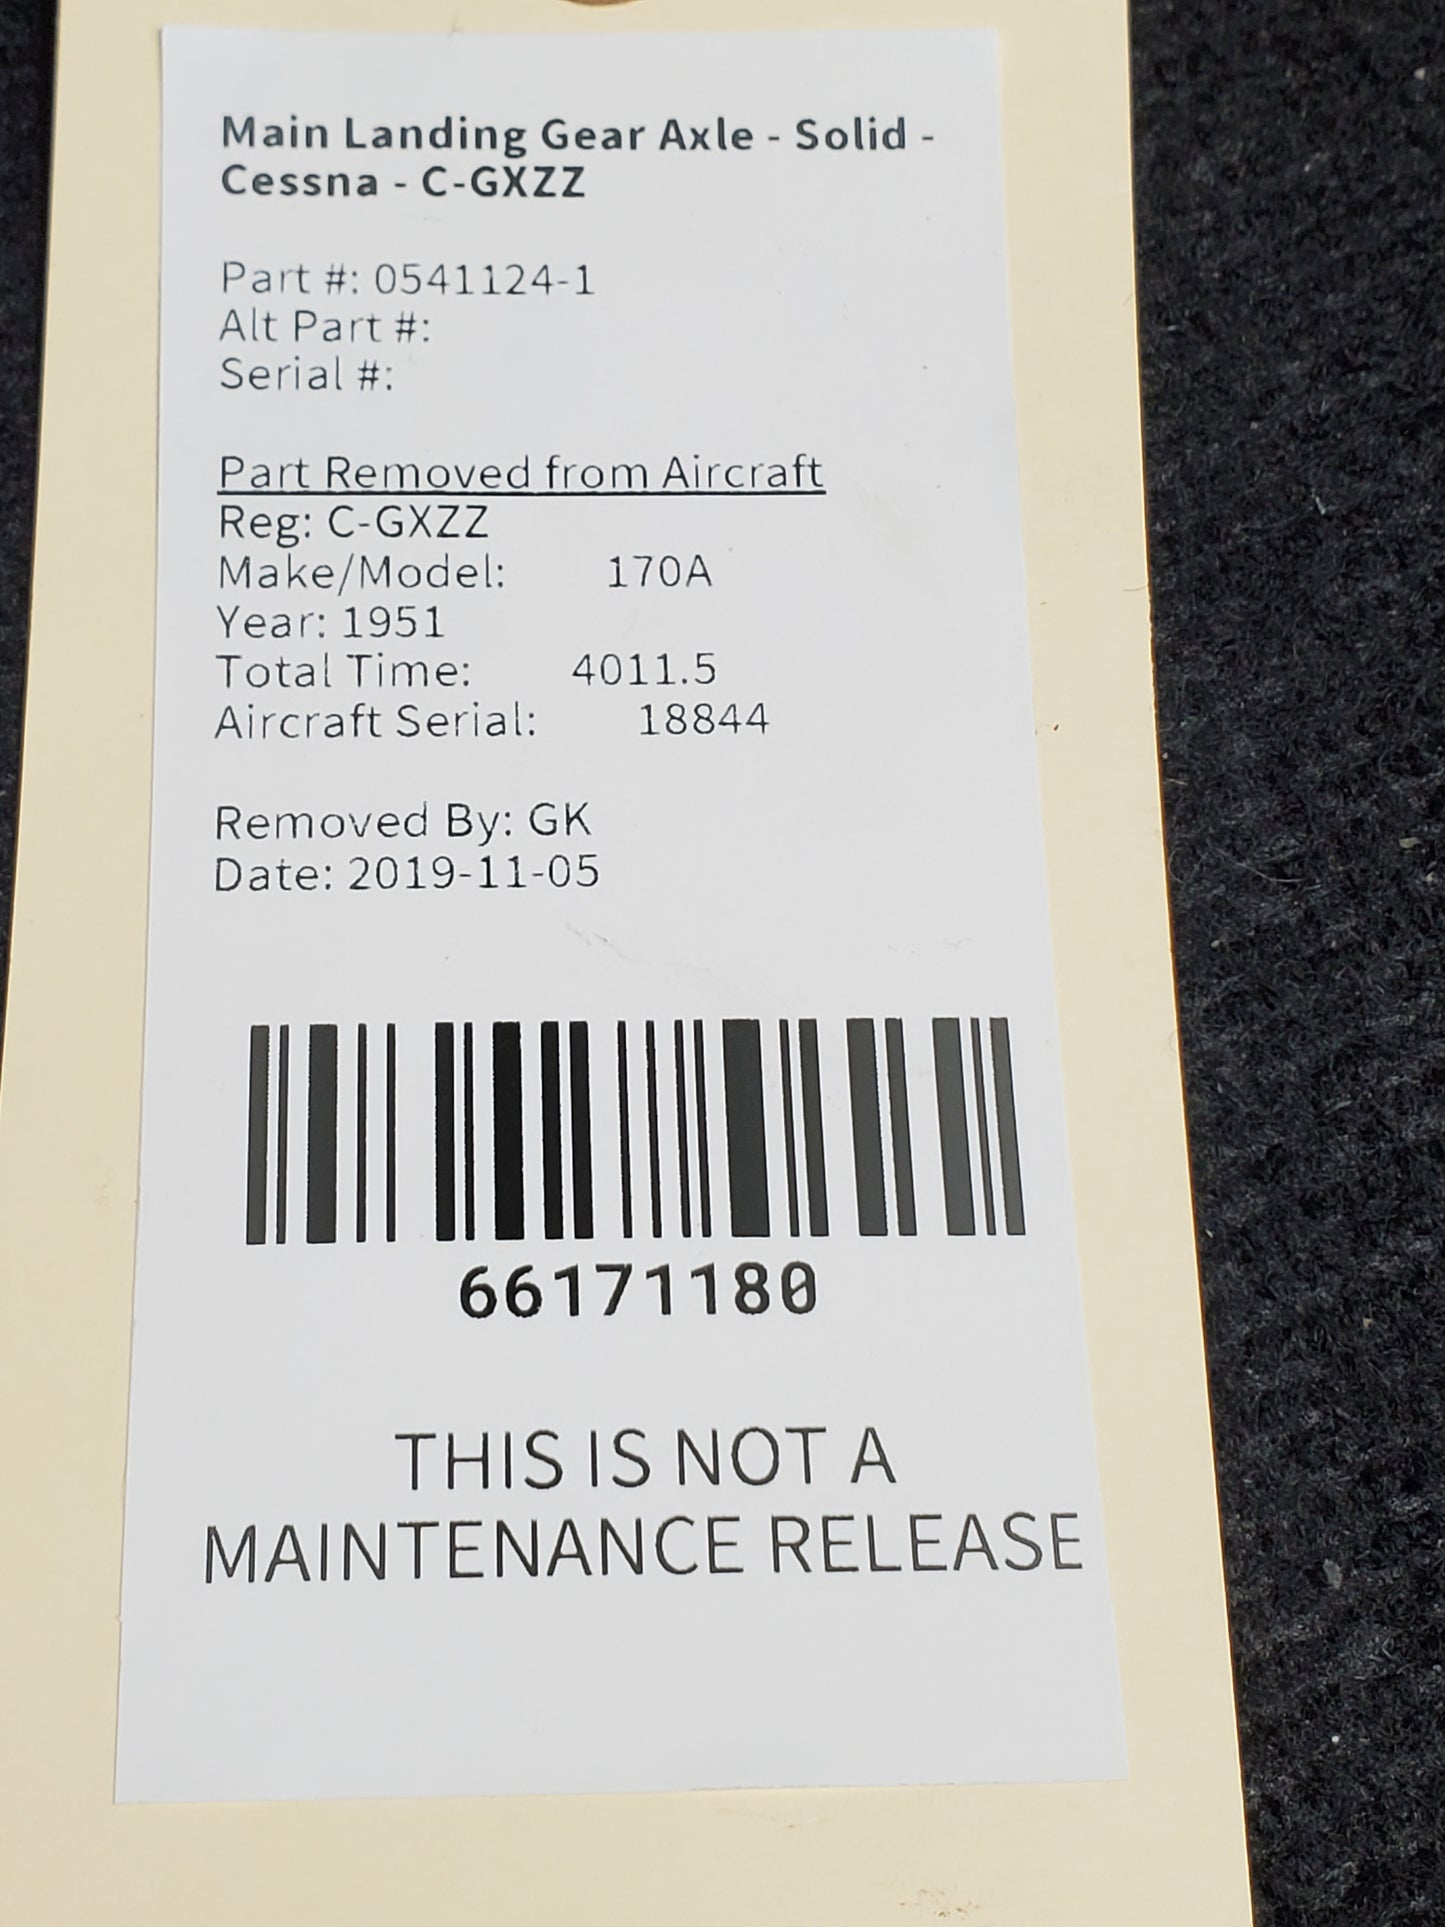 Main Landing Gear Axle - Solid -
Cessna - C-GXZZ
Part #: 0541124-1
Alt Part #:
Serial #:
Part Removed from Aircraft
Reg: C-GXZZ
Make/Model: 170A
Year: 1951
Total Time: 4011.5
Aircraft Serial: 18844
Removed By: GK
Date: 2019-11-05
66171180
THIS IS NOT A
MAINTENANCE RELEASE